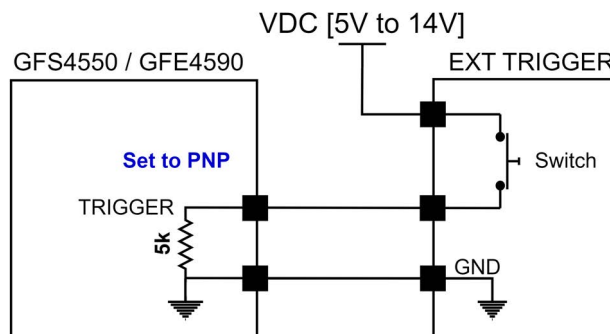 VDC [5V to 14V]
GFS4550 / GFE4590
EXT TRIGGER
Set to PNP
Switch
TRIGGER
5k
GND